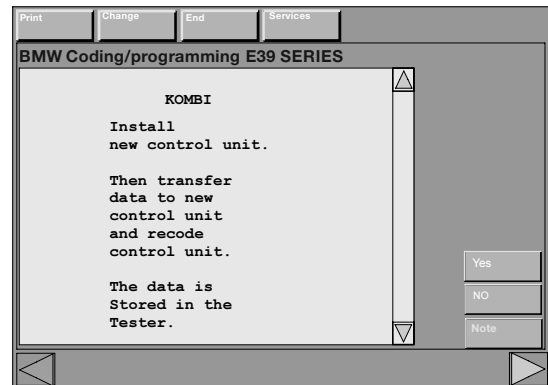 Print Change End Services
BMW Coding/programming E39 SERIES
KOMBI
Install
new control unit.
Then transfer
data to new
control unit
and recode
control unit.
The data is
Stored in the
Tester.
Yes
NO
Note